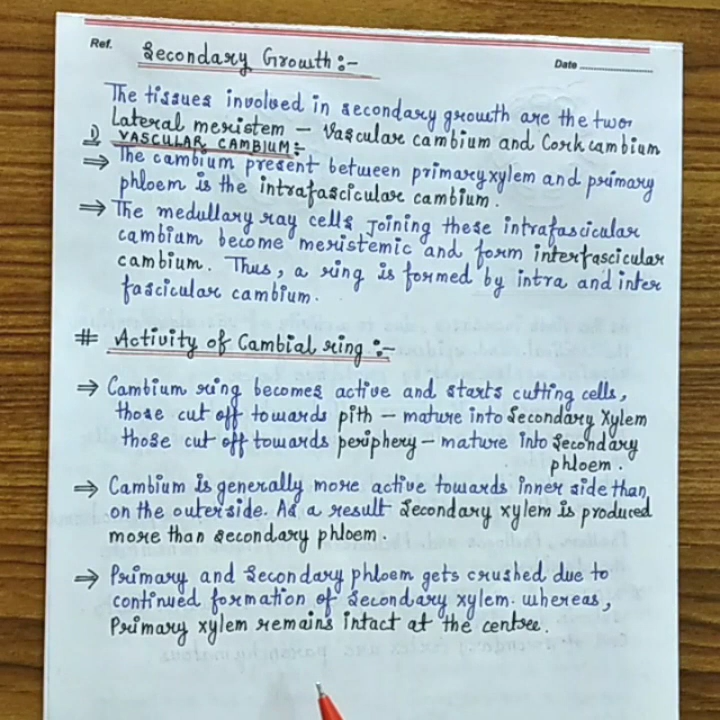 Ref.
Secondary Growth :-
Date
The tissues involved in secondary growth are the two
Lateral meristem - Vascular cambium and Cork cambium
1) VASCULAR CAMBIUM:-
⇒ The cambium present between primary xylem and primary
phloem is the intrafascicular cambium.
⇒ The medullary ray cells Joining these intrafascicular
cambium become meristemic and form interfascicular
cambium. Thus, a ring is formed by intra and inter
fascicular cambium.
# Activity of Cambial ring :-
⇒ Cambium ring becomes active and starts cutting cells,
those cut off towards pith - mature into Secondary Xylem
those cut off towards periphery - mature into Secondary
phloem.
⇒ Cambium is generally more active towards inner side than
on the outerside. As a result Secondary xylem is produced
more than secondary phloem.
⇒ Primary and Secondary phloem gets crushed due to
continued formation of Secondary xylem. whereas,
Primary xylem remains intact at the centre.